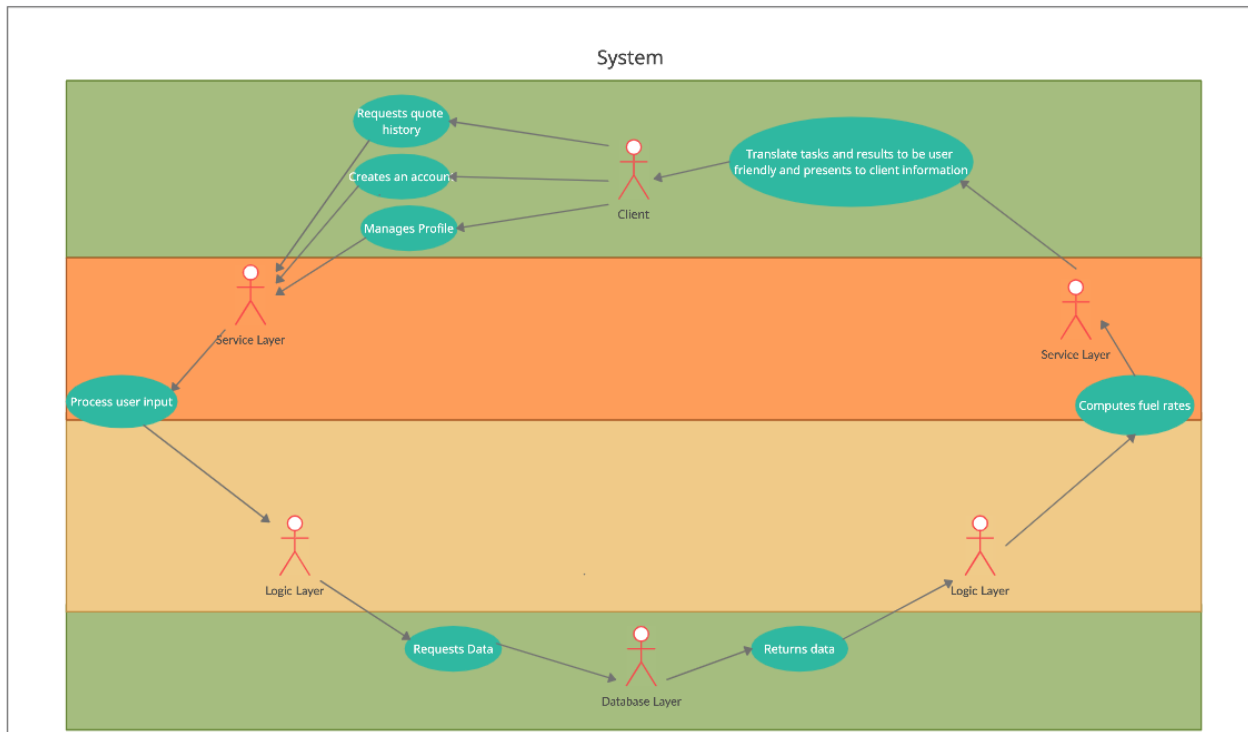 System
Requests quote
history
Creates an accoun
Manages Profile
Client
Translate tasks and results to be user
friendly and presents to client information
Service Layer
Service Layer
Process user input
Computes fuel rates
Logic Layer
Logic Layer
Requests Data
Returns data
Database Layer